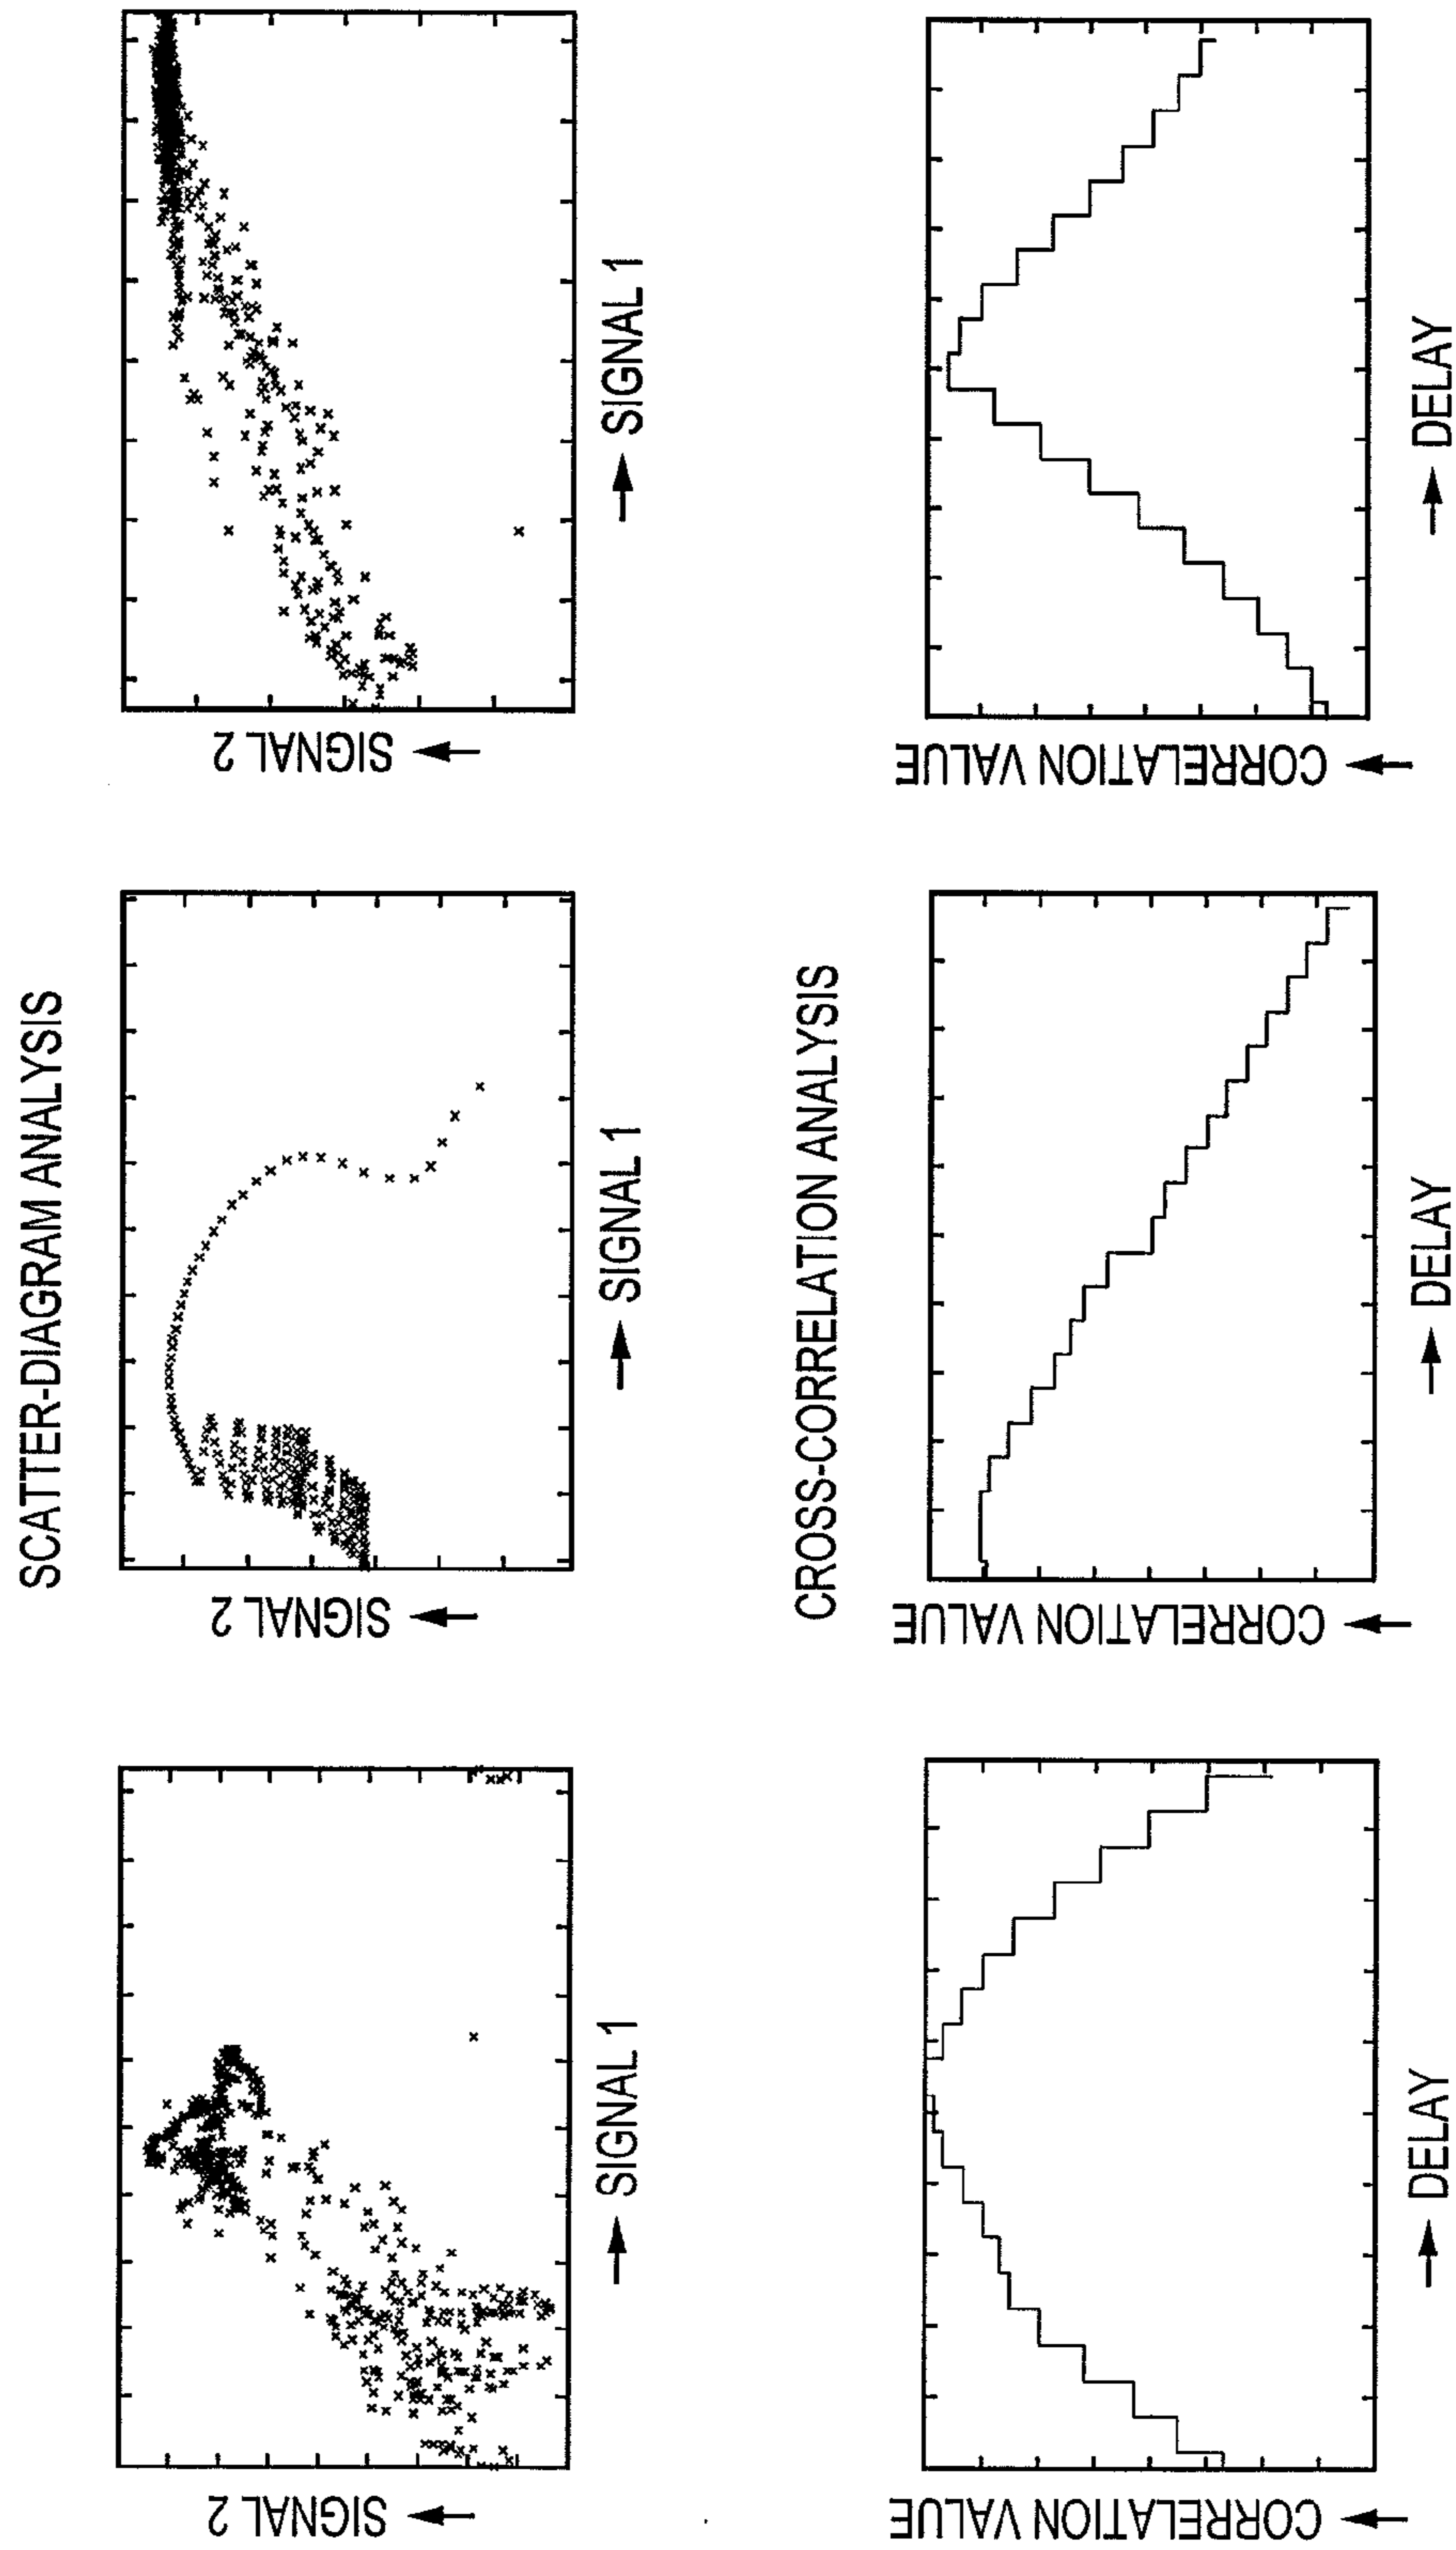 SCATTER-DIAGRAM ANALYSIS
SIGNAL 2
SIGNAL 1
SIGNAL 2
SIGNAL 1
SIGNAL 2
SIGNAL 1
CROSS-CORRELATION ANALYSIS
CORRELATION VALUE
DELAY
CORRELATION VALUE
DELAY
CORRELATION VALUE
DELAY